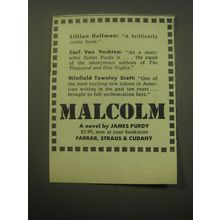 Lillian Hellman: "A brilliantly
comic book."
Carl Van Vechten: "As a story-
teller James Purdy is . . . the equal
of the anonymous authors of The
Thousand and One Nights."
Winfield Townley Scott: "One of
the most exciting new talents in Amer-
ican writing in the past ten years . . .
brought to full orchestration here."
MALCOLM
A novel by JAMES PURDY
$3.95, now at your bookstore
FARRAR, STRAUS & CUDAHY